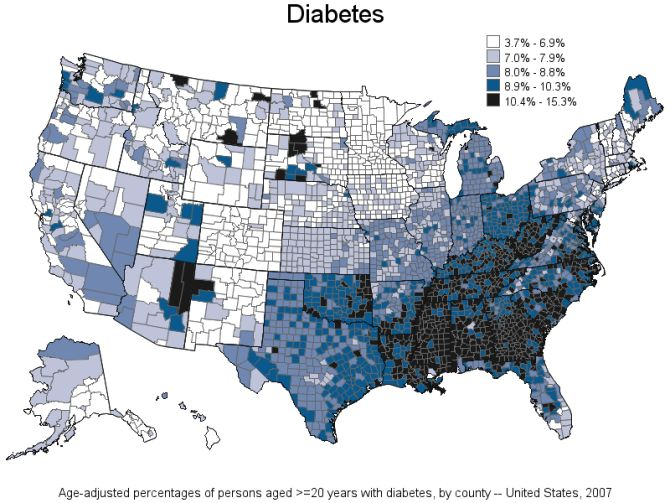 Diabetes
3.7% - 6.9%
7.0% - 7.9%
8.0% - 8.8%
8.9% - 10.3%
10.4% - 15.3%
Age-adjusted percentages of persons aged >=20 years with diabetes, by county -- United States, 2007